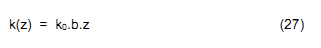 k(z) = k₀.b.z (27)